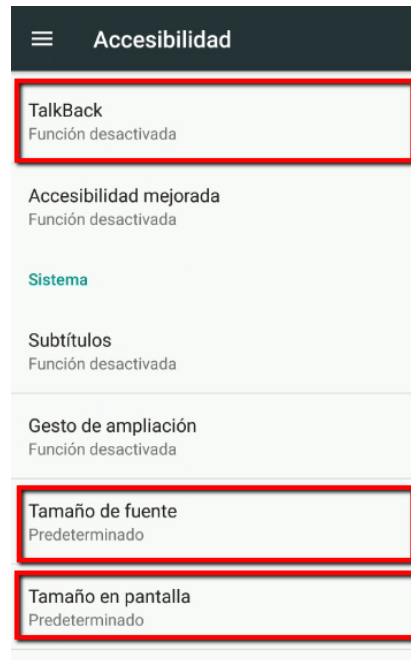 Accesibilidad
TalkBack
Función desactivada
Accesibilidad mejorada
Función desactivada
Sistema
Subtítulos
Función desactivada
Gesto de ampliación
Función desactivada
Tamaño de fuente
Predeterminado
Tamaño en pantalla
Predeterminado